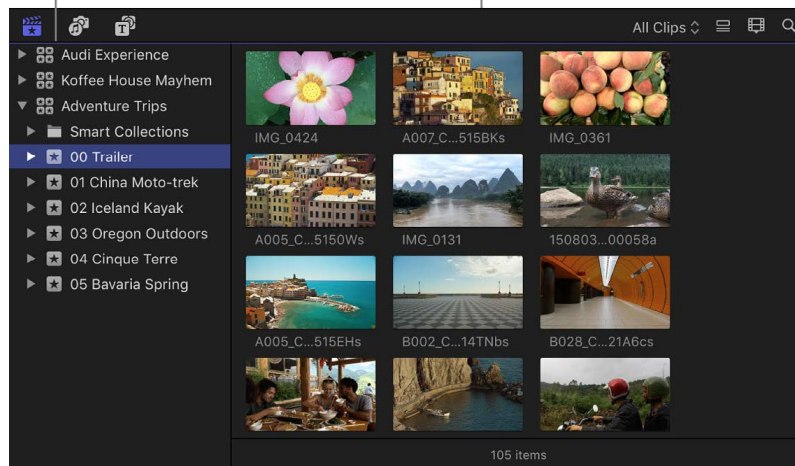 All Clips
Audi Experience
Koffee House Mayhem
Adventure Trips
Smart Collections
00 Trailer
01 China Moto-trek
02 Iceland Kayak
03 Oregon Outdoors
04 Cinque Terre
05 Bavaria Spring
IMG_0424 A007_C...515BKs IMG_0361
A005_C...5150Ws IMG_0131 150803...00058a
A005_C...515EHs B002_C...14TNbs B028_C...21A6cs
105 items